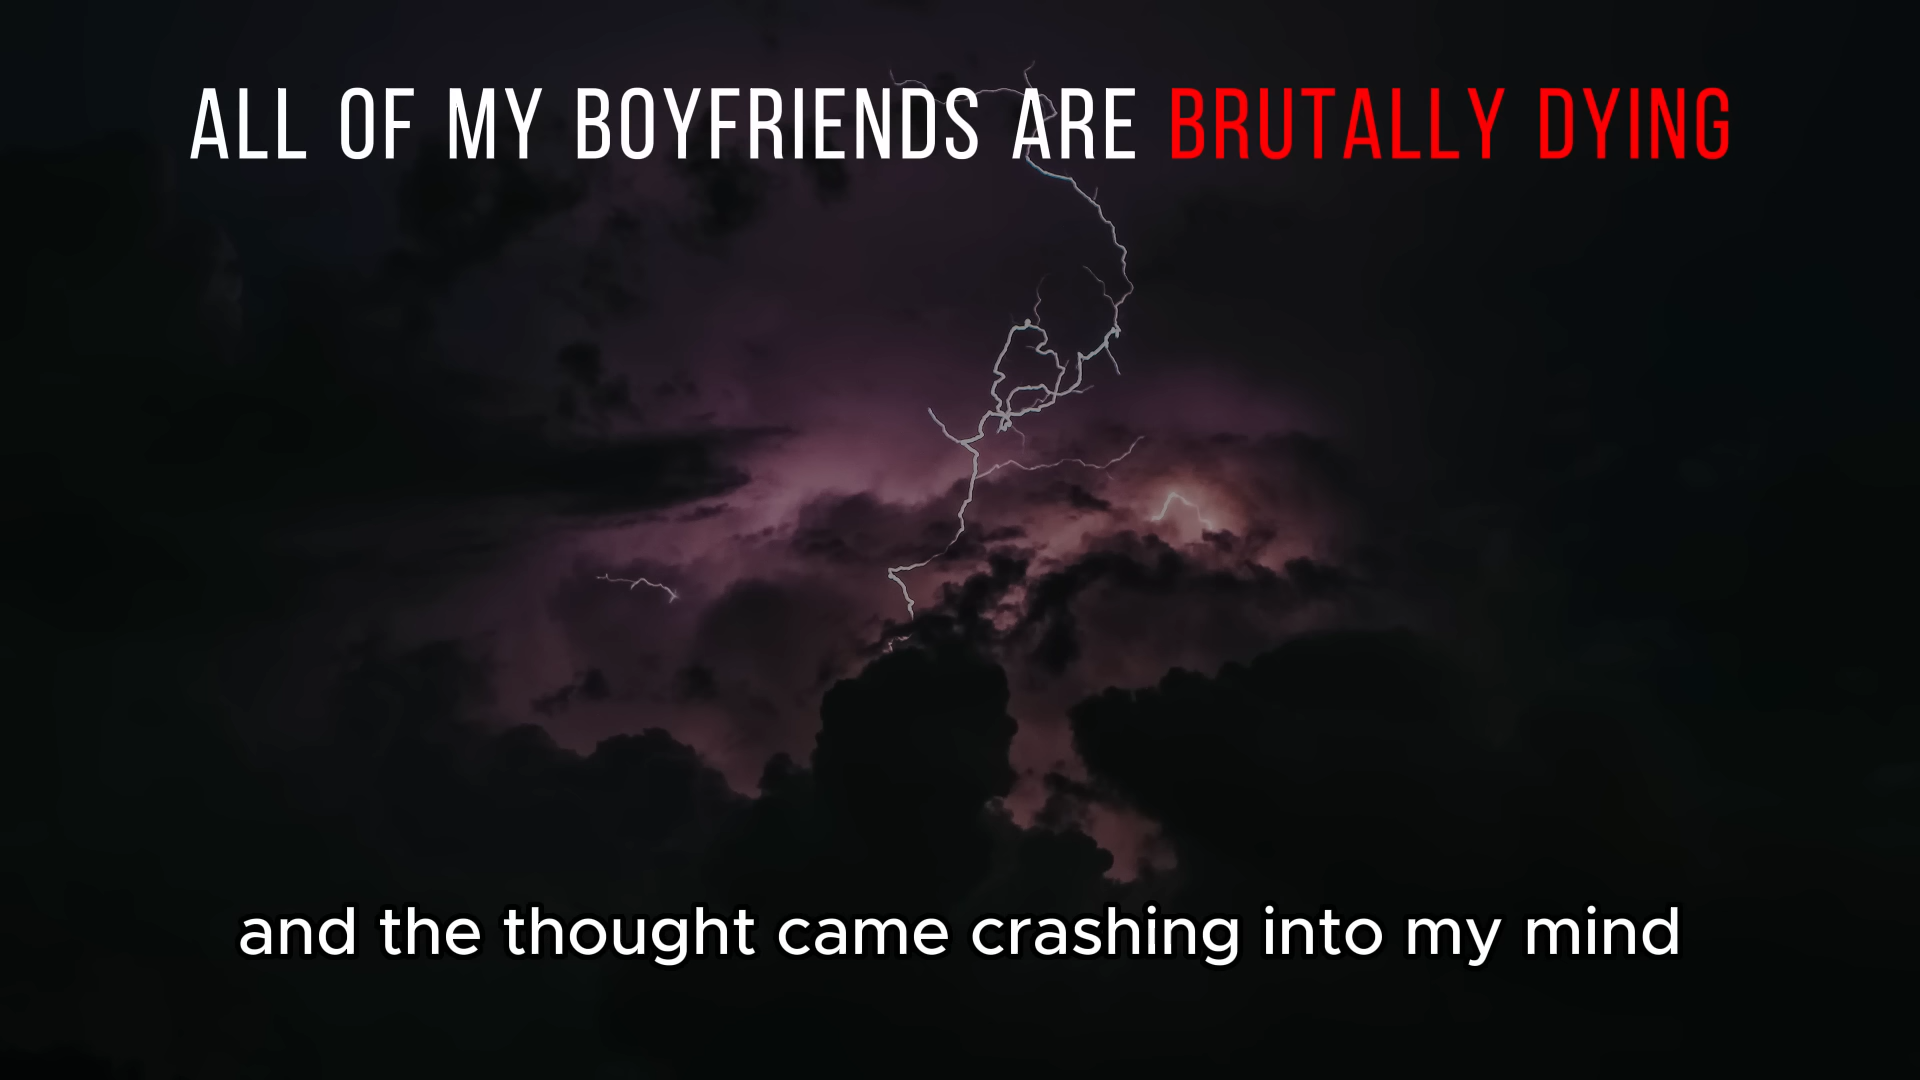 ALL OF MY BOYFRIENDS ARE BRUTALLY DYING
and the thought came crashing into my mind